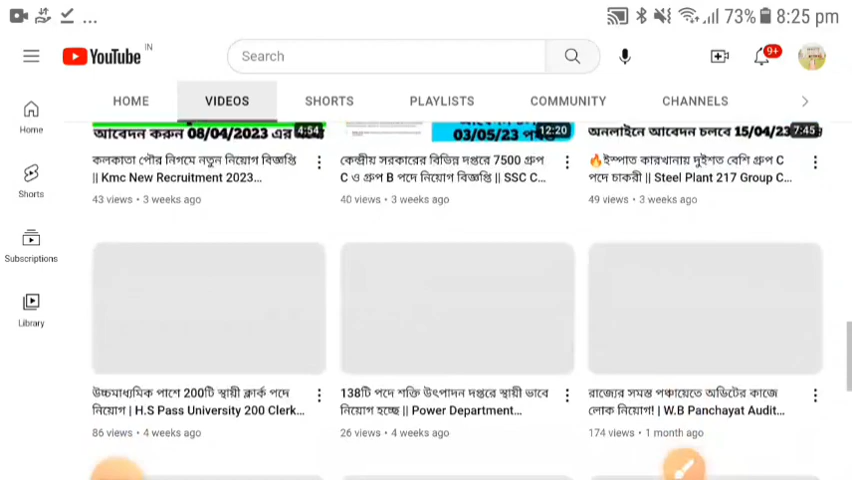 ... 73% 8:25 pm
YouTube IN
Search
9+
HOME VIDEOS SHORTS PLAYLISTS COMMUNITY CHANNELS
Home
Shorts
Subscriptions
Library
আবেদন করুন 08/04/2023 এর
4:54
কলকাতা পৌর নিগমে নতুন নিয়োগ বিজ্ঞপ্তি
|| Kmc New Recruitment 2023...
43 views • 3 weeks ago
03/05/23
12:20
কেন্দ্রীয় সরকারের বিভিন্ন দপ্তরে 7500 গ্রুপ
C ও গ্রুপ B পদে নিয়োগ বিজ্ঞপ্তি || SSC C...
40 views • 3 weeks ago
অনলাইনে আবেদন চলবে 15/04/23
7:45
🔥ইস্পাত কারখানায় দুইশত বেশি গ্রুপ C
পদে চাকরী || Steel Plant 217 Group C...
49 views • 3 weeks ago
উচ্চমাধ্যমিক পাশে 200টি স্থায়ী ক্লার্ক পদে
নিয়োগ | H.S Pass University 200 Clerk...
86 views • 4 weeks ago
138টি পদে শক্তি উৎপাদন দপ্তরে স্থায়ী ভাবে
নিয়োগ হচ্ছে || Power Department...
26 views • 4 weeks ago
রাজ্যের সমস্ত পঞ্চায়েতে অডিটের কাজে
লোক নিয়োগ! | W.B Panchayat Audit...
174 views • 1 month ago